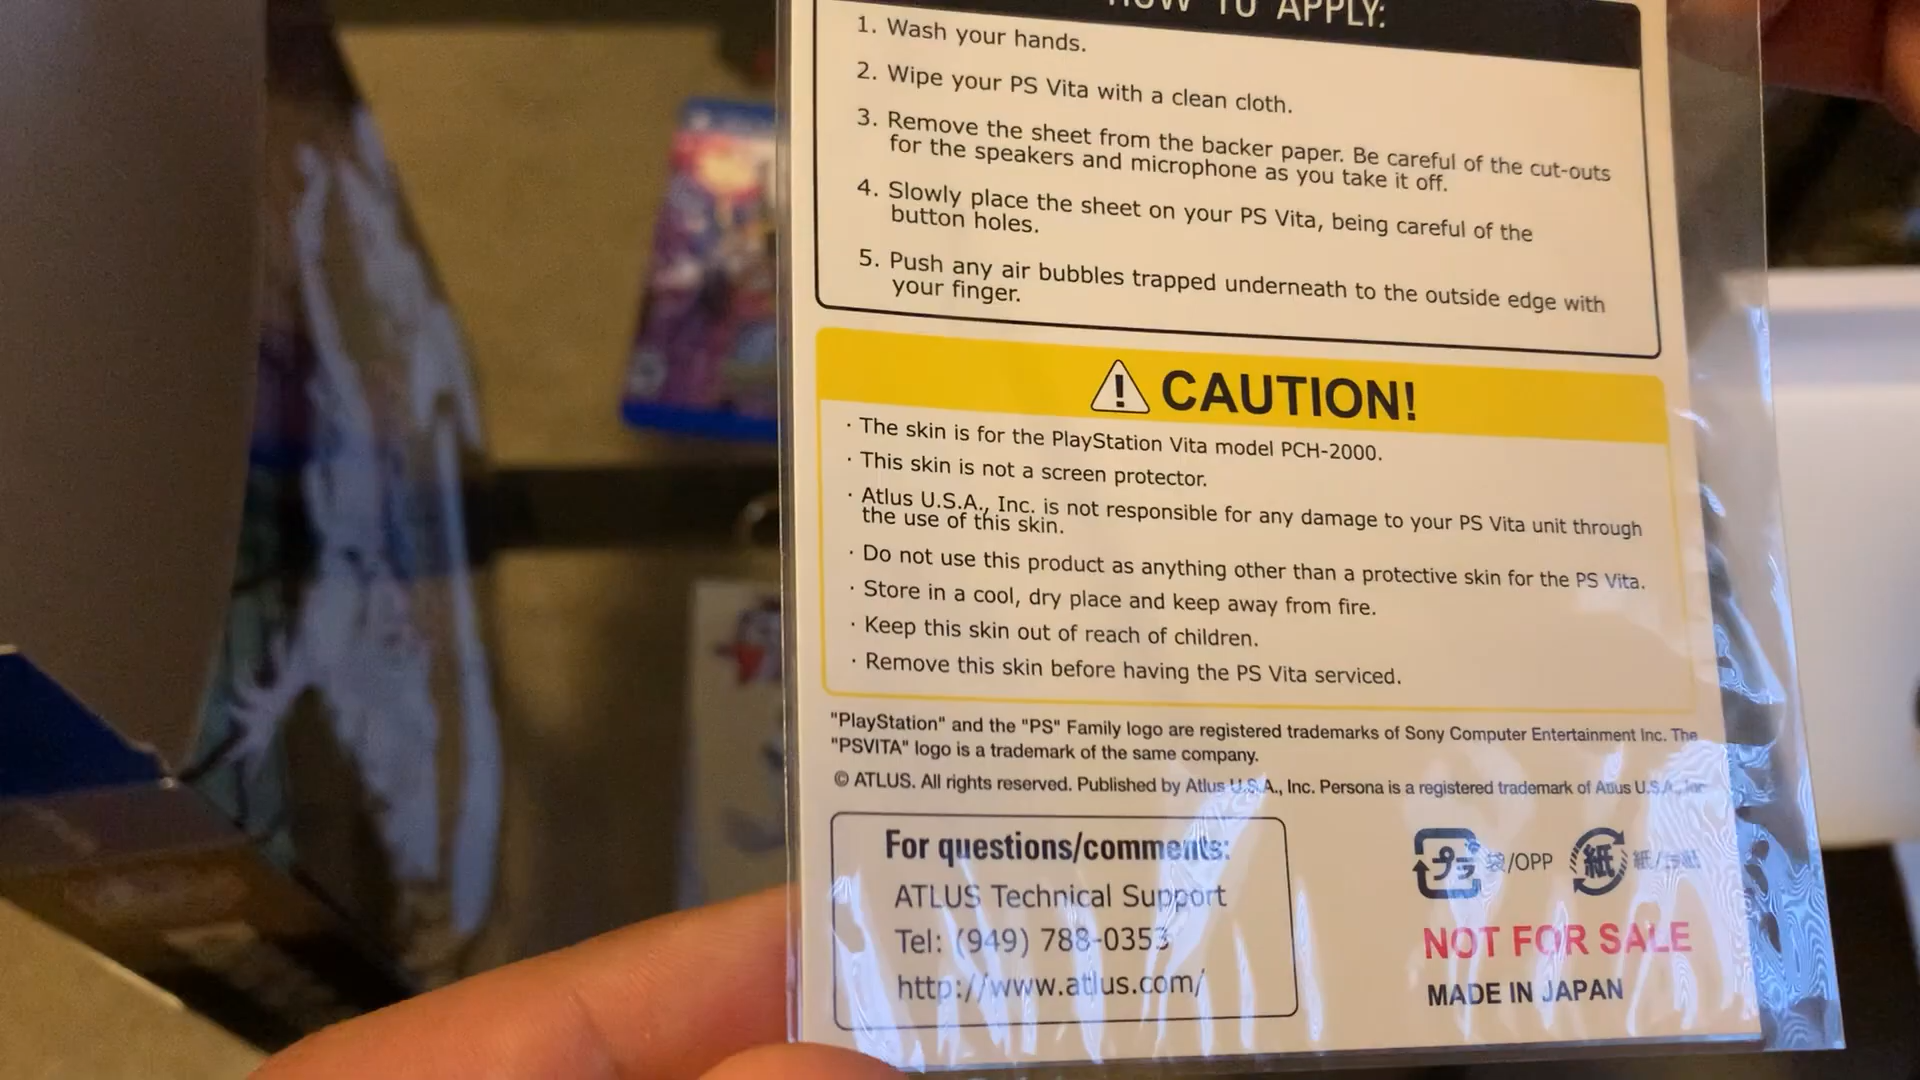 HOW TO APPLY:
1. Wash your hands.
2. Wipe your PS Vita with a clean cloth.
3. Remove the sheet from the backer paper. Be careful of the cut-outs
for the speakers and microphone as you take it off.
4. Slowly place the sheet on your PS Vita, being careful of the
button holes.
5. Push any air bubbles trapped underneath to the outside edge with
your finger.
CAUTION!
· The skin is for the PlayStation Vita model PCH-2000.
· This skin is not a screen protector.
· Atlus U.S.A., Inc. is not responsible for any damage to your PS Vita unit through
the use of this skin.
· Do not use this product as anything other than a protective skin for the PS Vita.
· Store in a cool, dry place and keep away from fire.
· Keep this skin out of reach of children.
· Remove this skin before having the PS Vita serviced.
"PlayStation" and the "PS" Family logo are registered trademarks of Sony Computer Entertainment Inc. The
"PSVITA" logo is a trademark of the same company.
© ATLUS. All rights reserved. Published by Atlus U.S.A., Inc. Persona is a registered trademark of Atlus U.S.A., Inc
For questions/comments:
ATLUS Technical Support
Tel: (949) 788-0353
http://www.atlus.com/
プラ 袋/OPP 紙
NOT FOR SALE
MADE IN JAPAN